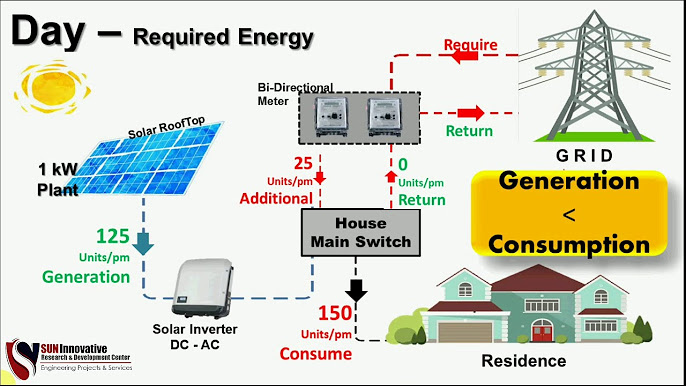 Day – Required Energy
Solar RoofTop
1 kW
Plant
125
Units/pm
Generation
Solar Inverter
DC - AC
Bi-Directional
Meter
25
Units/pm
Additional
0
Units/pm
Return
House
Main Switch
150
Units/pm
Consume
Require
Return
GRID
Generation
<
Consumption
Residence
SUN Innovative
Research & Development Center
Engineering Projects & Services